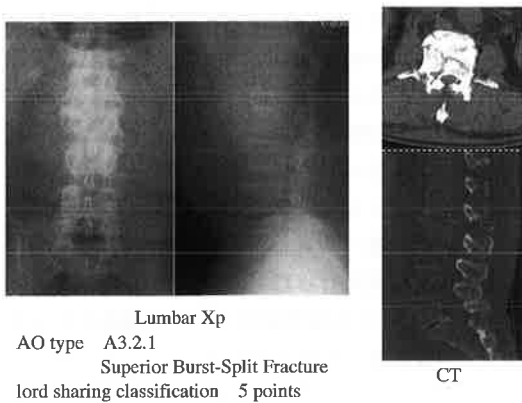 Lumbar Xp
AO type A3.2.1
Superior Burst-Split Fracture
lord sharing classification 5 points
CT